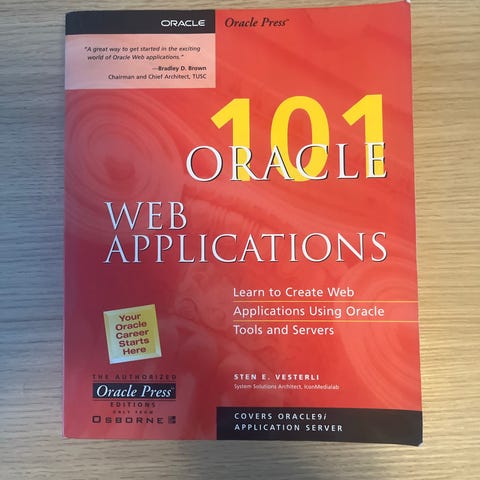 ORACLE Oracle Press™
"A great way to get started in the exciting
world of Oracle Web applications."
—Bradley D. Brown
Chairman and Chief Architect, TUSC
101
ORACLE
WEB
APPLICATIONS
Learn to Create Web
Applications Using Oracle
Tools and Servers
Your
Oracle
Career
Starts
Here
THE AUTHORIZED
Oracle Press™
EDITIONS
ONLY FROM
OSBORNE
STEN E. VESTERLI
System Solutions Architect, IconMedialab
COVERS ORACLE9i
APPLICATION SERVER